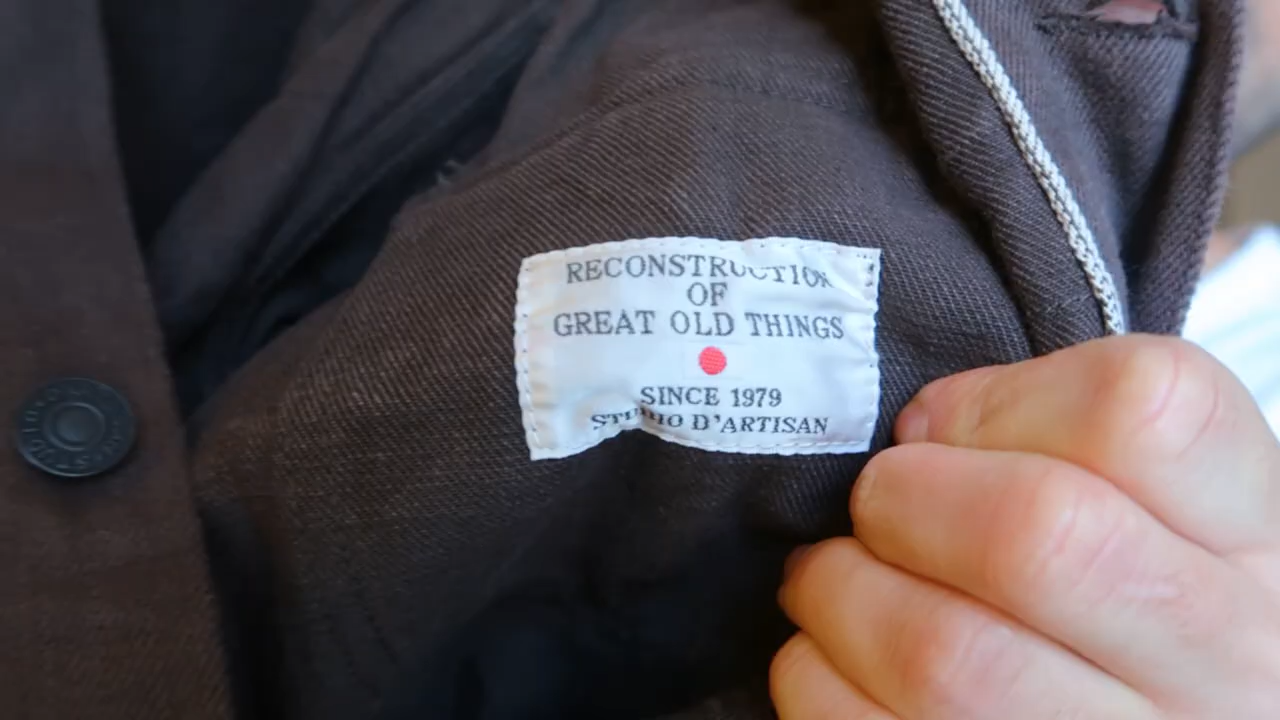 RECONSTRUCTION
OF
GREAT OLD THINGS
SINCE 1979
STUDIO D'ARTISAN